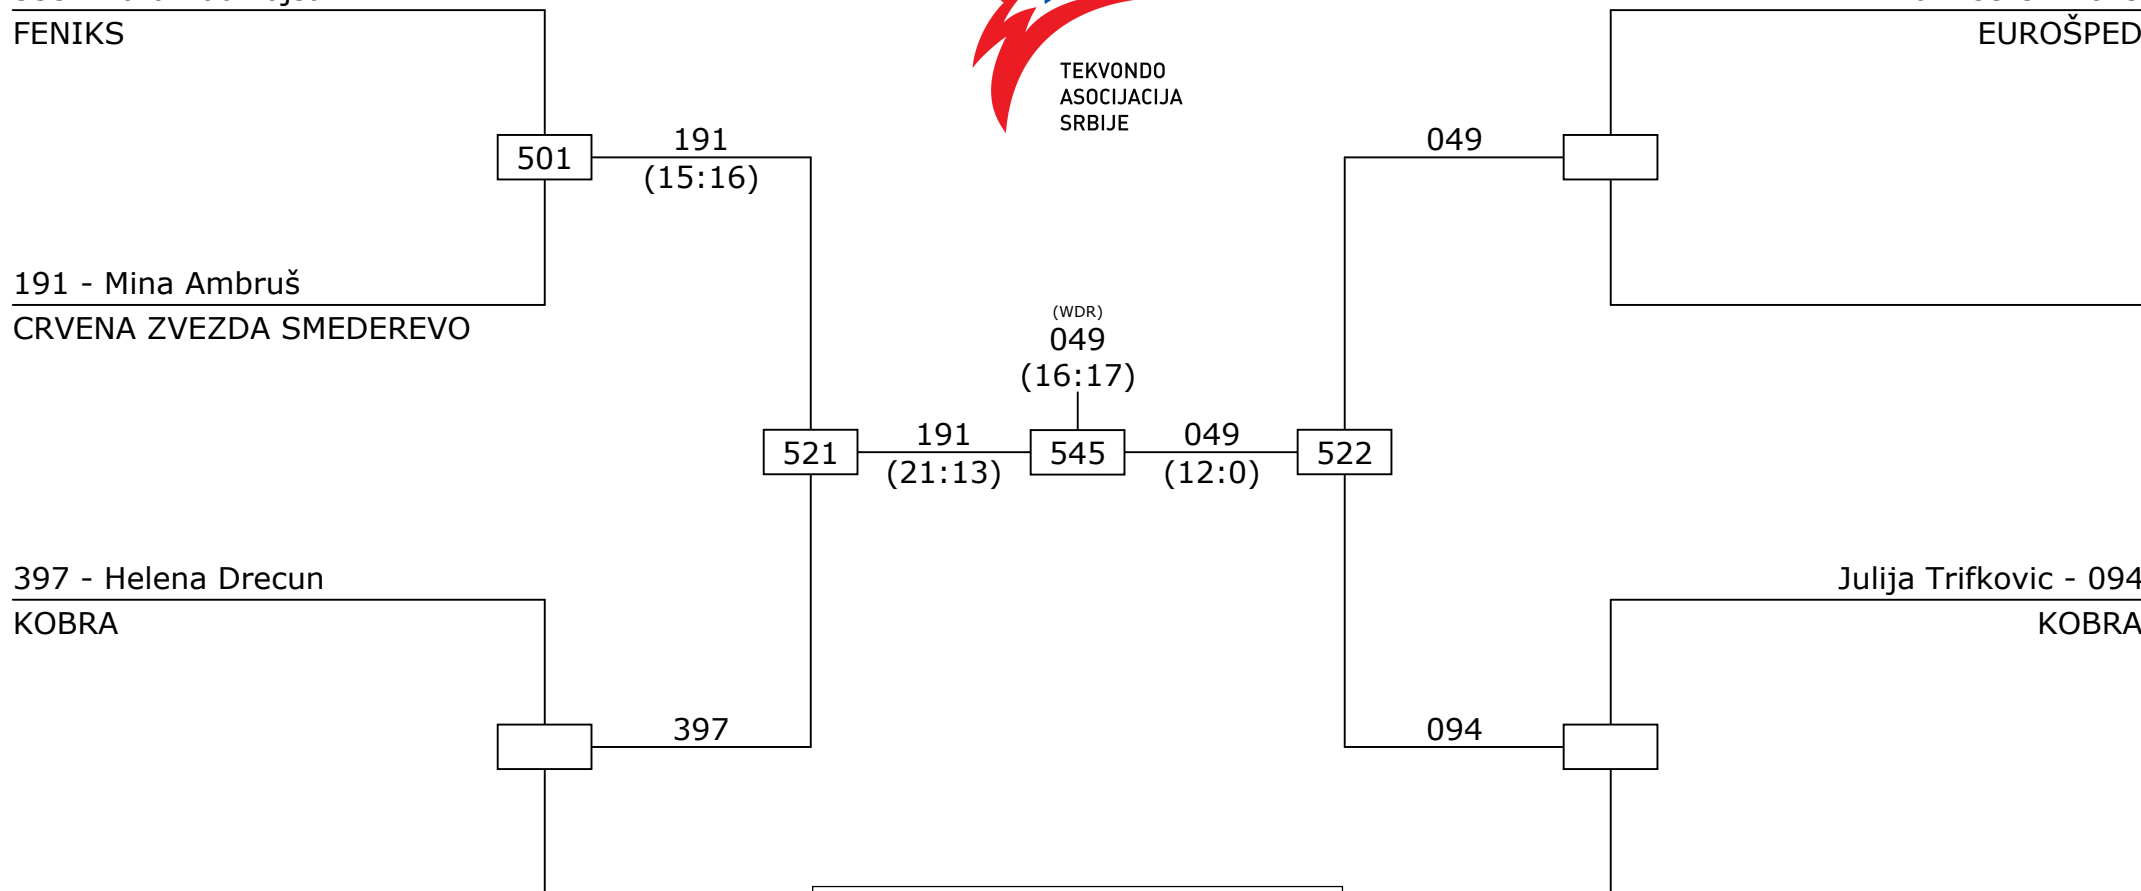 FENIKS
EUROŠPED
TEKVONDO
ASOCIJACIJA
SRBIJE
501
191
(15:16)
049
191 - Mina Ambruš
CRVENA ZVEZDA SMEDEREVO
(WDR)
049
(16:17)
521
191
(21:13)
545
049
(12:0)
522
397 - Helena Drecun
KOBRA
Julija Trifkovic - 094
KOBRA
397
094